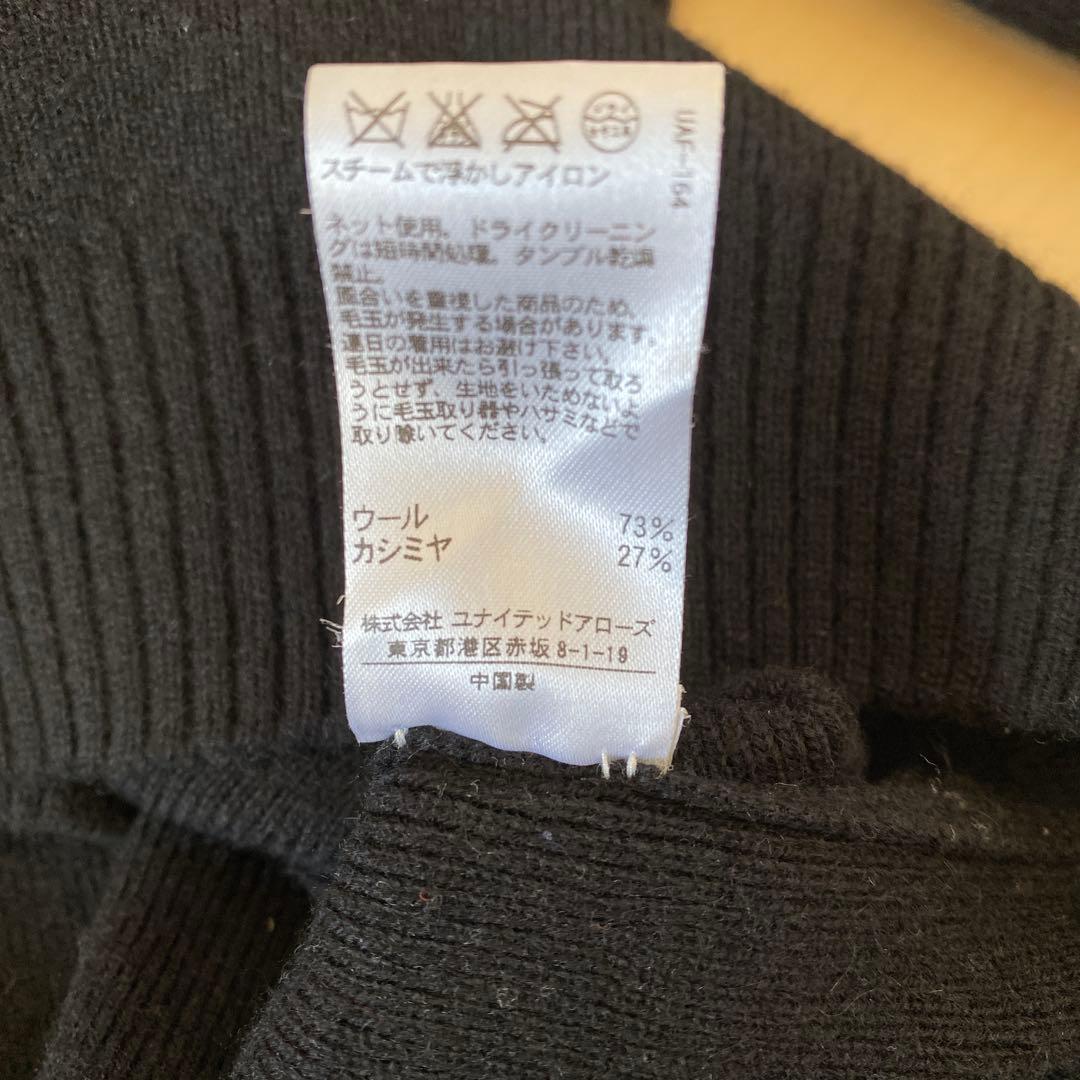 スチームで浮かしアイロン
ネット使用、ドライクリーニン
グは短時間処理。タンブル乾燥
禁止。
風合いを重視した商品のため、
毛玉が発生する場合があります。
連日の着用はお避け下さい。
毛玉が出来たら引っ張って取ろ
うとせず、生地をいためないよ
うに毛玉取り器やハサミなどで
取り除いてください。
ウール 73%
カシミヤ 27%
株式会社 ユナイテッドアローズ
東京都港区赤坂8-1-19
中国製
UAF-164